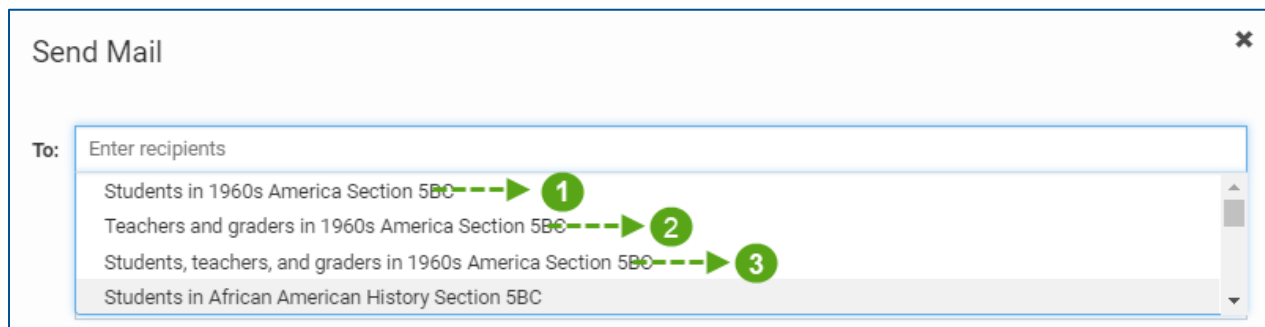 Send Mail
To: Enter recipients
Students in 1960s America Section 5BC 1
Teachers and graders in 1960s America Section 5BC 2
Students, teachers, and graders in 1960s America Section 5BC 3
Students in African American History Section 5BC